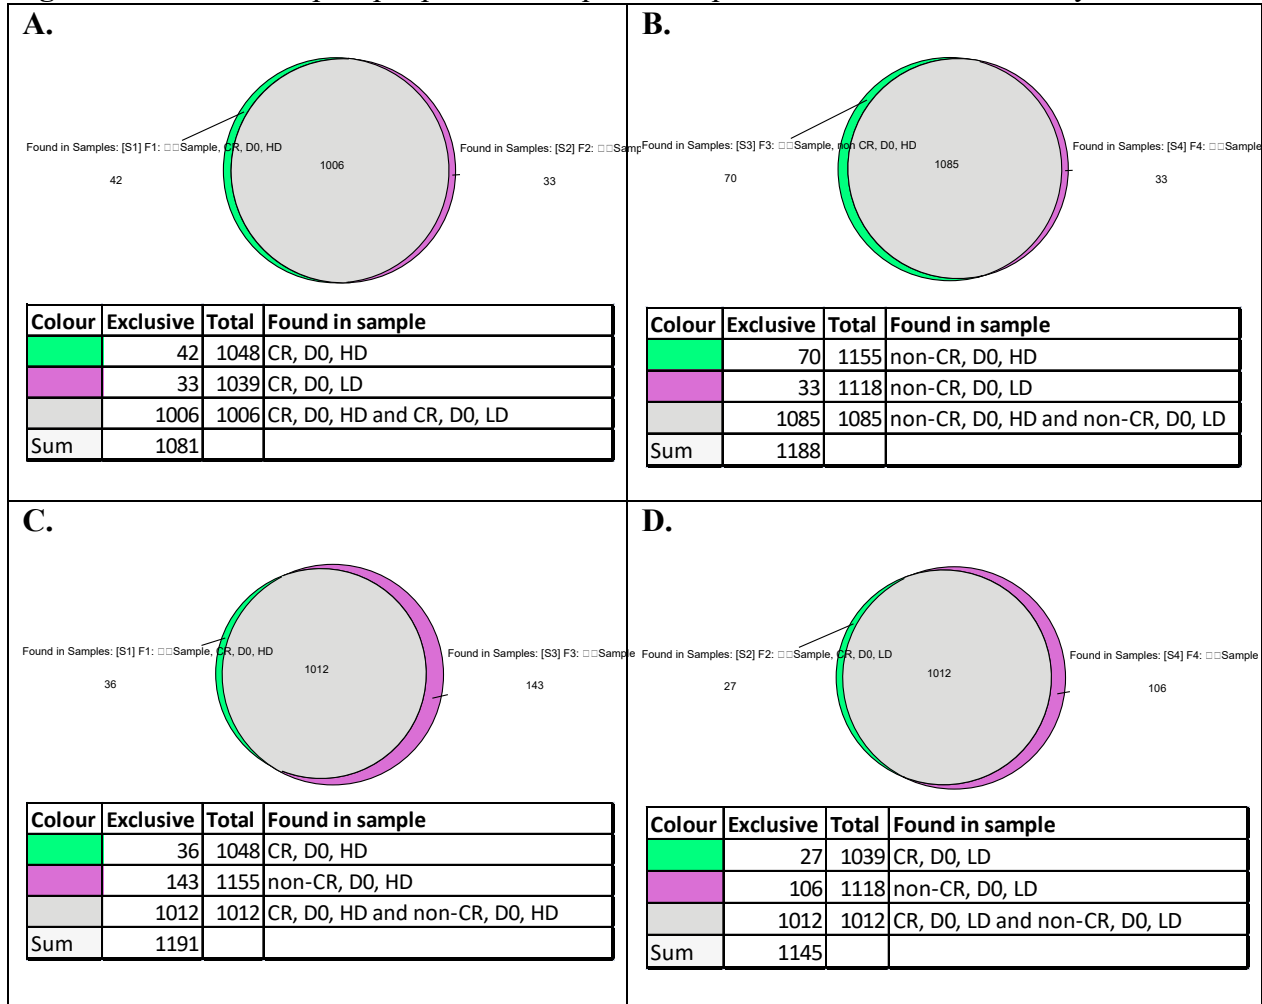 A.
Found in Samples: [S1] F1: □□Sample, CR, D0, HD
42
1006
Found in Samples: [S2] F2: □□Samp
33
Colour Exclusive Total Found in sample
42 1048 CR, D0, HD
33 1039 CR, D0, LD
1006 1006 CR, D0, HD and CR, D0, LD
Sum 1081
B.
Found in Samples: [S3] F3: □□Sample, non CR, D0, HD
70
1085
Found in Samples: [S4] F4: □□Sample
33
Colour Exclusive Total Found in sample
70 1155 non-CR, D0, HD
33 1118 non-CR, D0, LD
1085 1085 non-CR, D0, HD and non-CR, D0, LD
Sum 1188
C.
Found in Samples: [S1] F1: □□Sample, CR, D0, HD
36
1012
Found in Samples: [S3] F3: □□Sample
143
Colour Exclusive Total Found in sample
36 1048 CR, D0, HD
143 1155 non-CR, D0, HD
1012 1012 CR, D0, HD and non-CR, D0, HD
Sum 1191
D.
Found in Samples: [S2] F2: □□Sample, CR, D0, LD
27
1012
Found in Samples: [S4] F4: □□Sample
106
Colour Exclusive Total Found in sample
27 1039 CR, D0, LD
106 1118 non-CR, D0, LD
1012 1012 CR, D0, LD and non-CR, D0, LD
Sum 1145